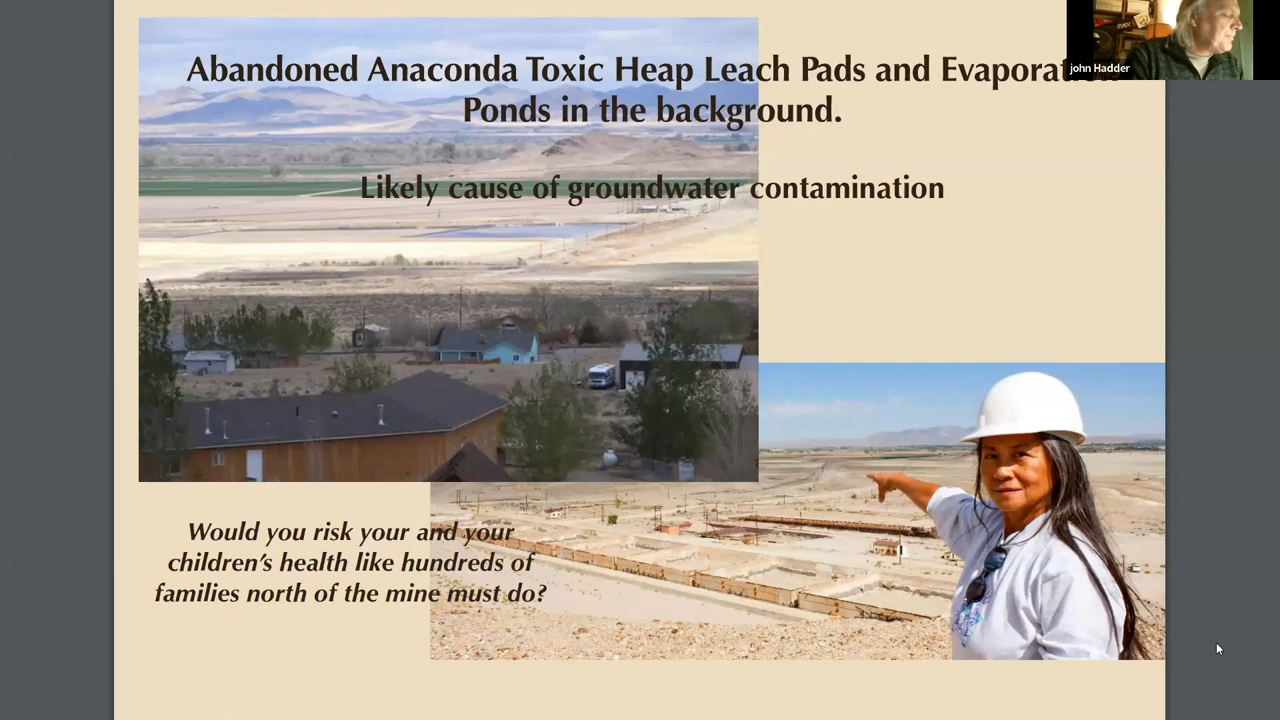 Abandoned Anaconda Toxic Heap Leach Pads and
Ponds in the background.
john Hadder
Likely cause of groundwater contamination
Would you risk your and your
children's health like hundreds of
families north of the mine must do?